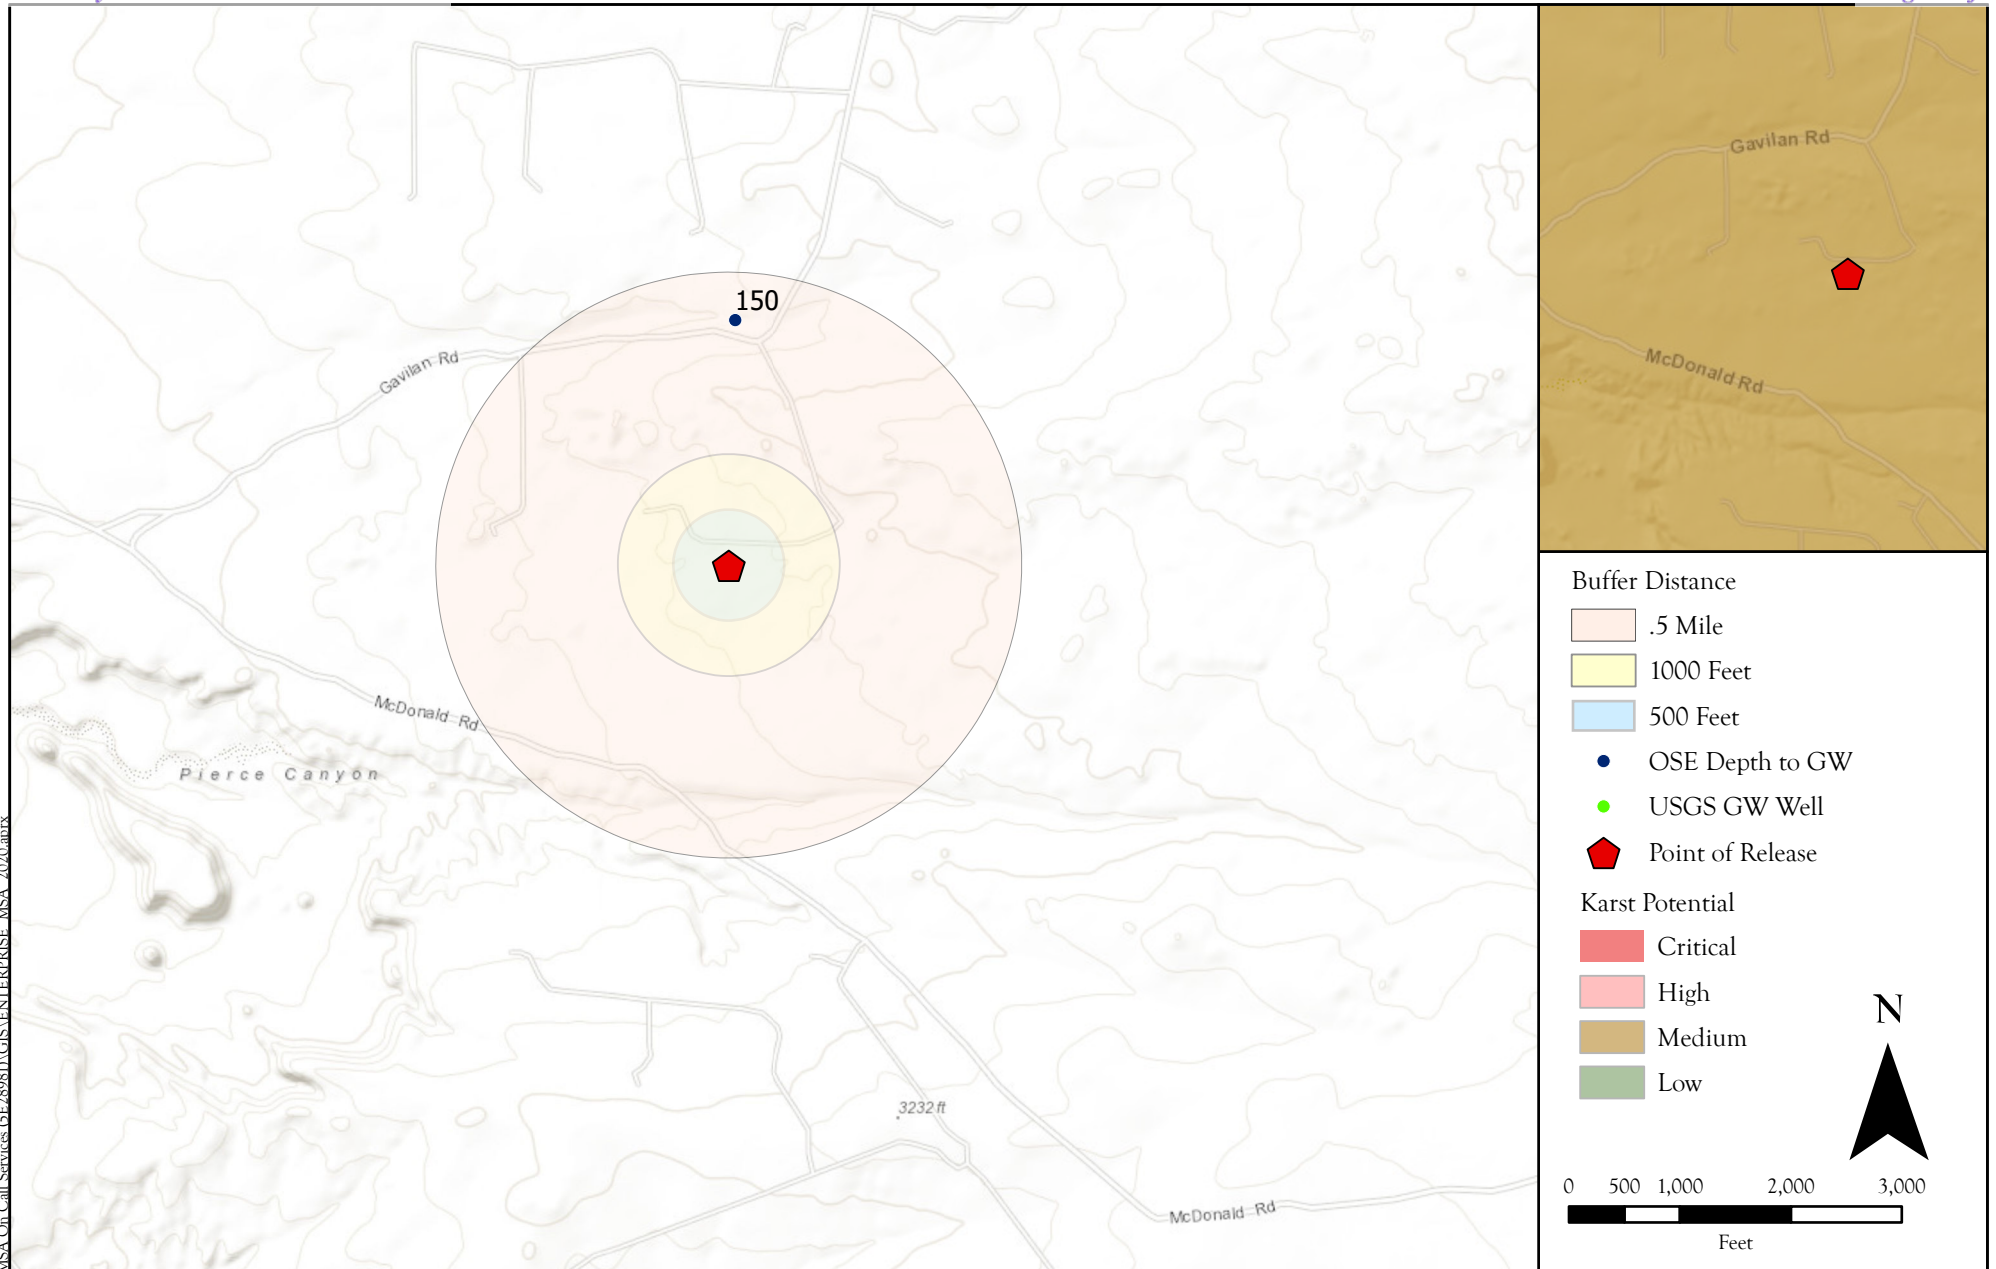 150
Gavilan Rd
McDonald Rd
Pierce Canyon
3232 ft
McDonald Rd
Gavilan Rd
McDonald Rd
Buffer Distance
.5 Mile
1000 Feet
500 Feet
OSE Depth to GW
USGS GW Well
Point of Release
Karst Potential
Critical
High
Medium
Low
N
0 500 1,000 2,000 3,000
Feet